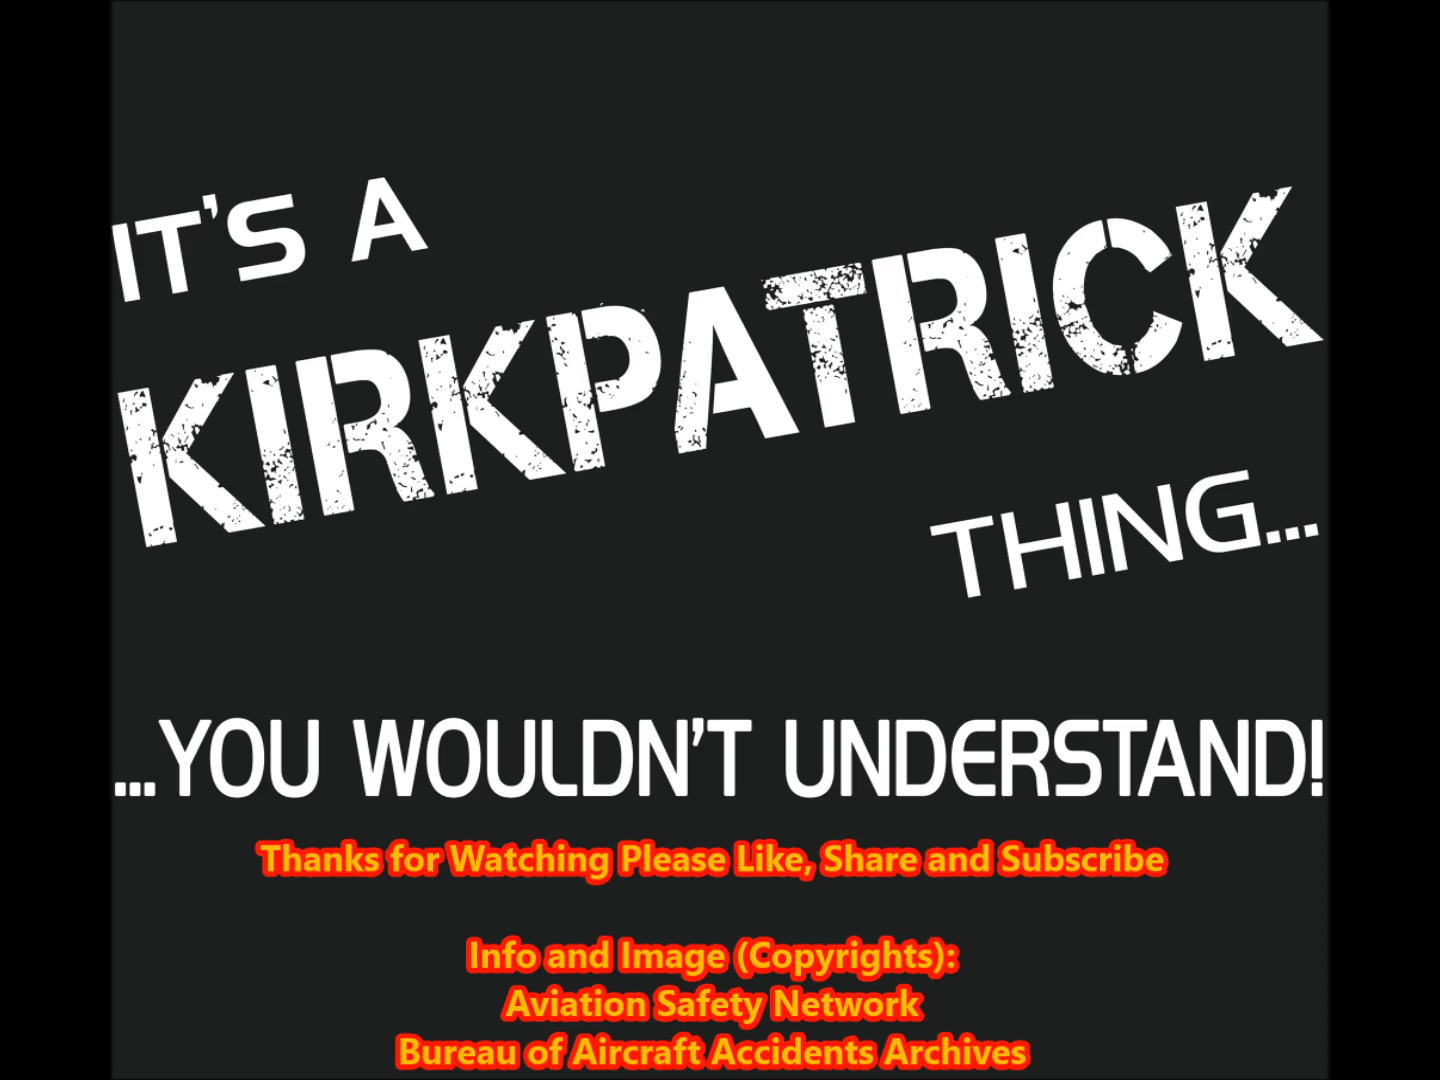 IT'S A
KIRKPATRICK
THING...
...YOU WOULDN'T UNDERSTAND!
Thanks for Watching Please Like, Share and Subscribe
Info and Image (Copyrights):
Aviation Safety Network
Bureau of Aircraft Accidents Archives